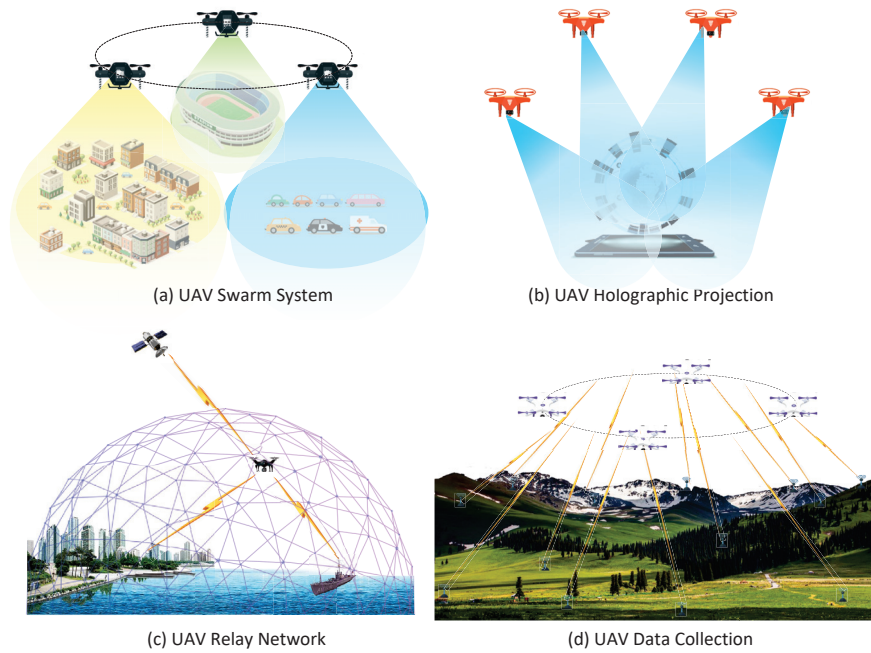 (a) UAV Swarm System
(b) UAV Holographic Projection
(c) UAV Relay Network
(d) UAV Data Collection